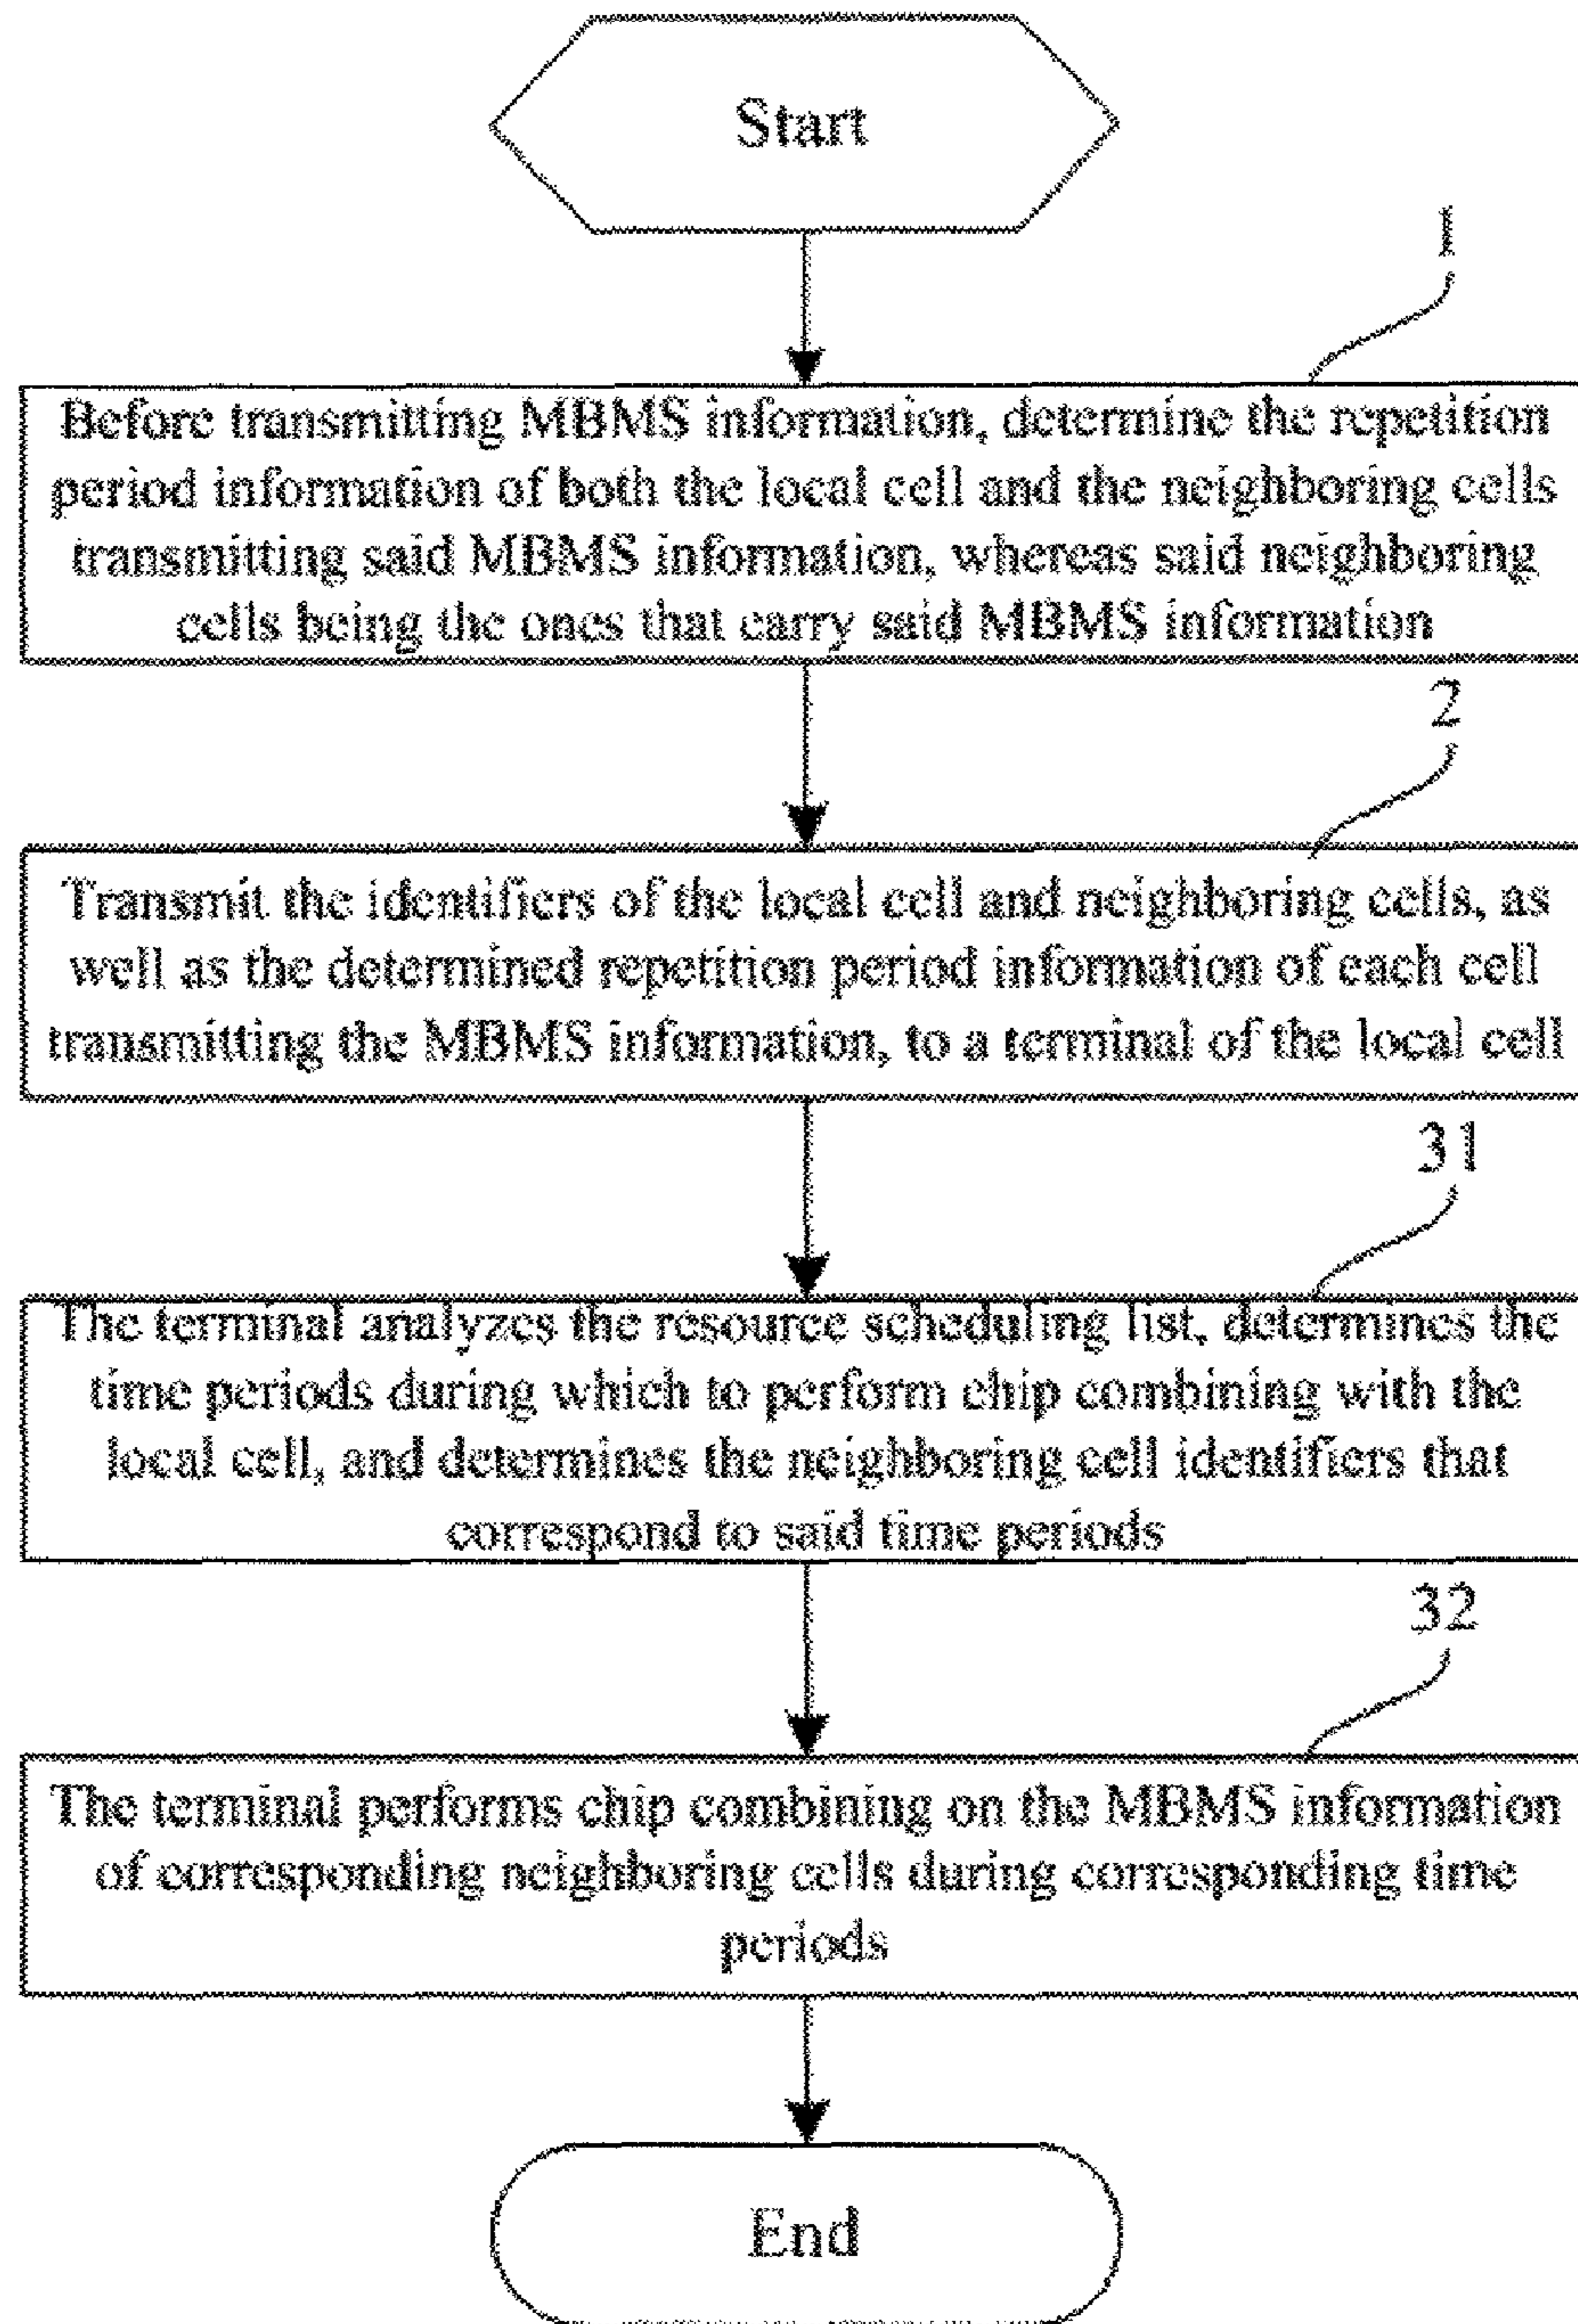 Start
1
Before transmitting MBMS information, determine the repetition
period information of both the local cell and the neighboring cells
transmitting said MBMS information, whereas said neighboring
cells being the ones that carry said MBMS information
2
Transmit the identifiers of the local cell and neighboring cells, as
well as the determined repetition period information of each cell
transmitting the MBMS information, to a terminal of the local cell
31
The terminal analyzes the resource scheduling list, determines the
time periods during which to perform chip combining with the
local cell, and determines the neighboring cell identifiers that
correspond to said time periods
32
The terminal performs chip combining on the MBMS information
of corresponding neighboring cells during corresponding time
periods
End